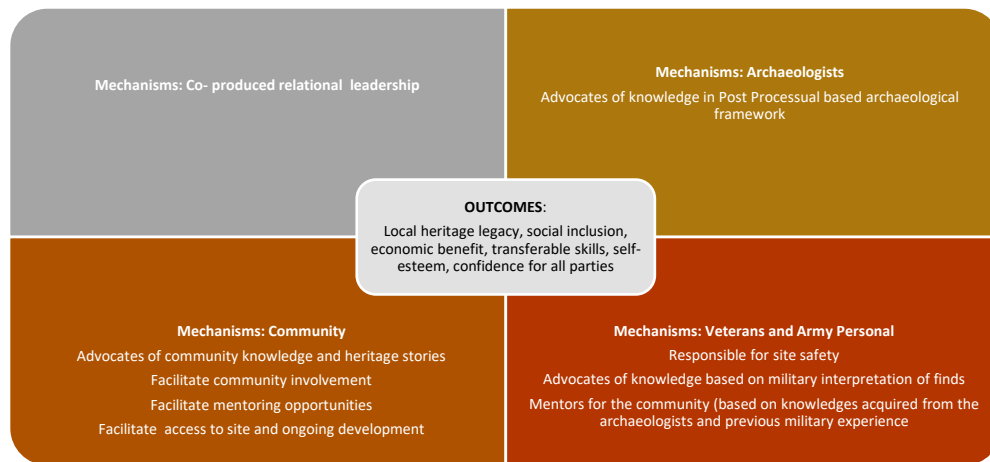 Mechanisms: Co- produced relational leadership
Mechanisms: Archaeologists
Advocates of knowledge in Post Processual based archaeological
framework
OUTCOMES:
Local heritage legacy, social inclusion,
economic benefit, transferable skills, self-
esteem, confidence for all parties
Mechanisms: Community
Advocates of community knowledge and heritage stories
Facilitate community involvement
Facilitate mentoring opportunities
Facilitate access to site and ongoing development
Mechanisms: Veterans and Army Personal
Responsible for site safety
Advocates of knowledge based on military interpretation of finds
Mentors for the community (based on knowledges acquired from the
archaeologists and previous military experience